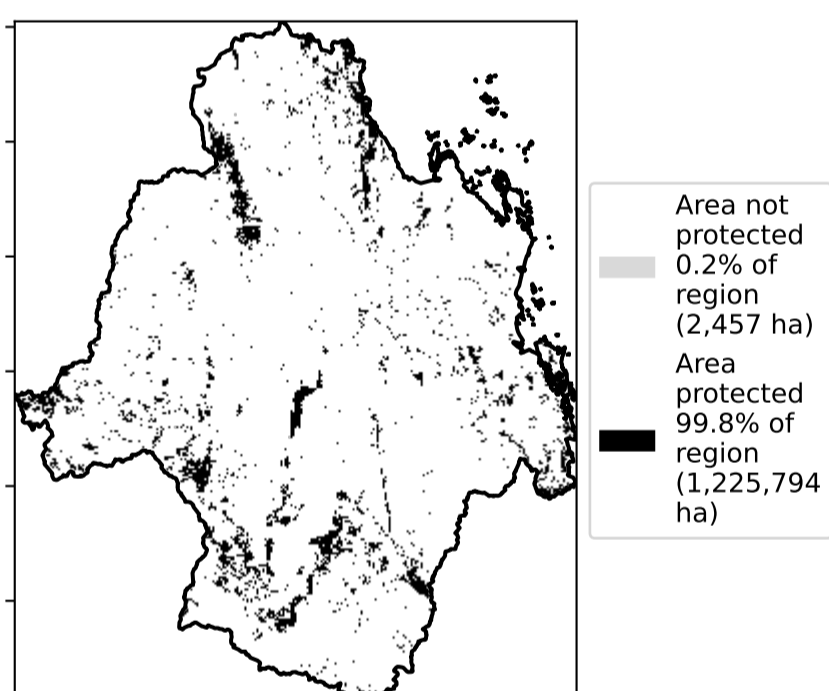 Area not
protected
0.2% of
region
(2,457 ha)
Area
protected
99.8% of
region
(1,225,794
ha)